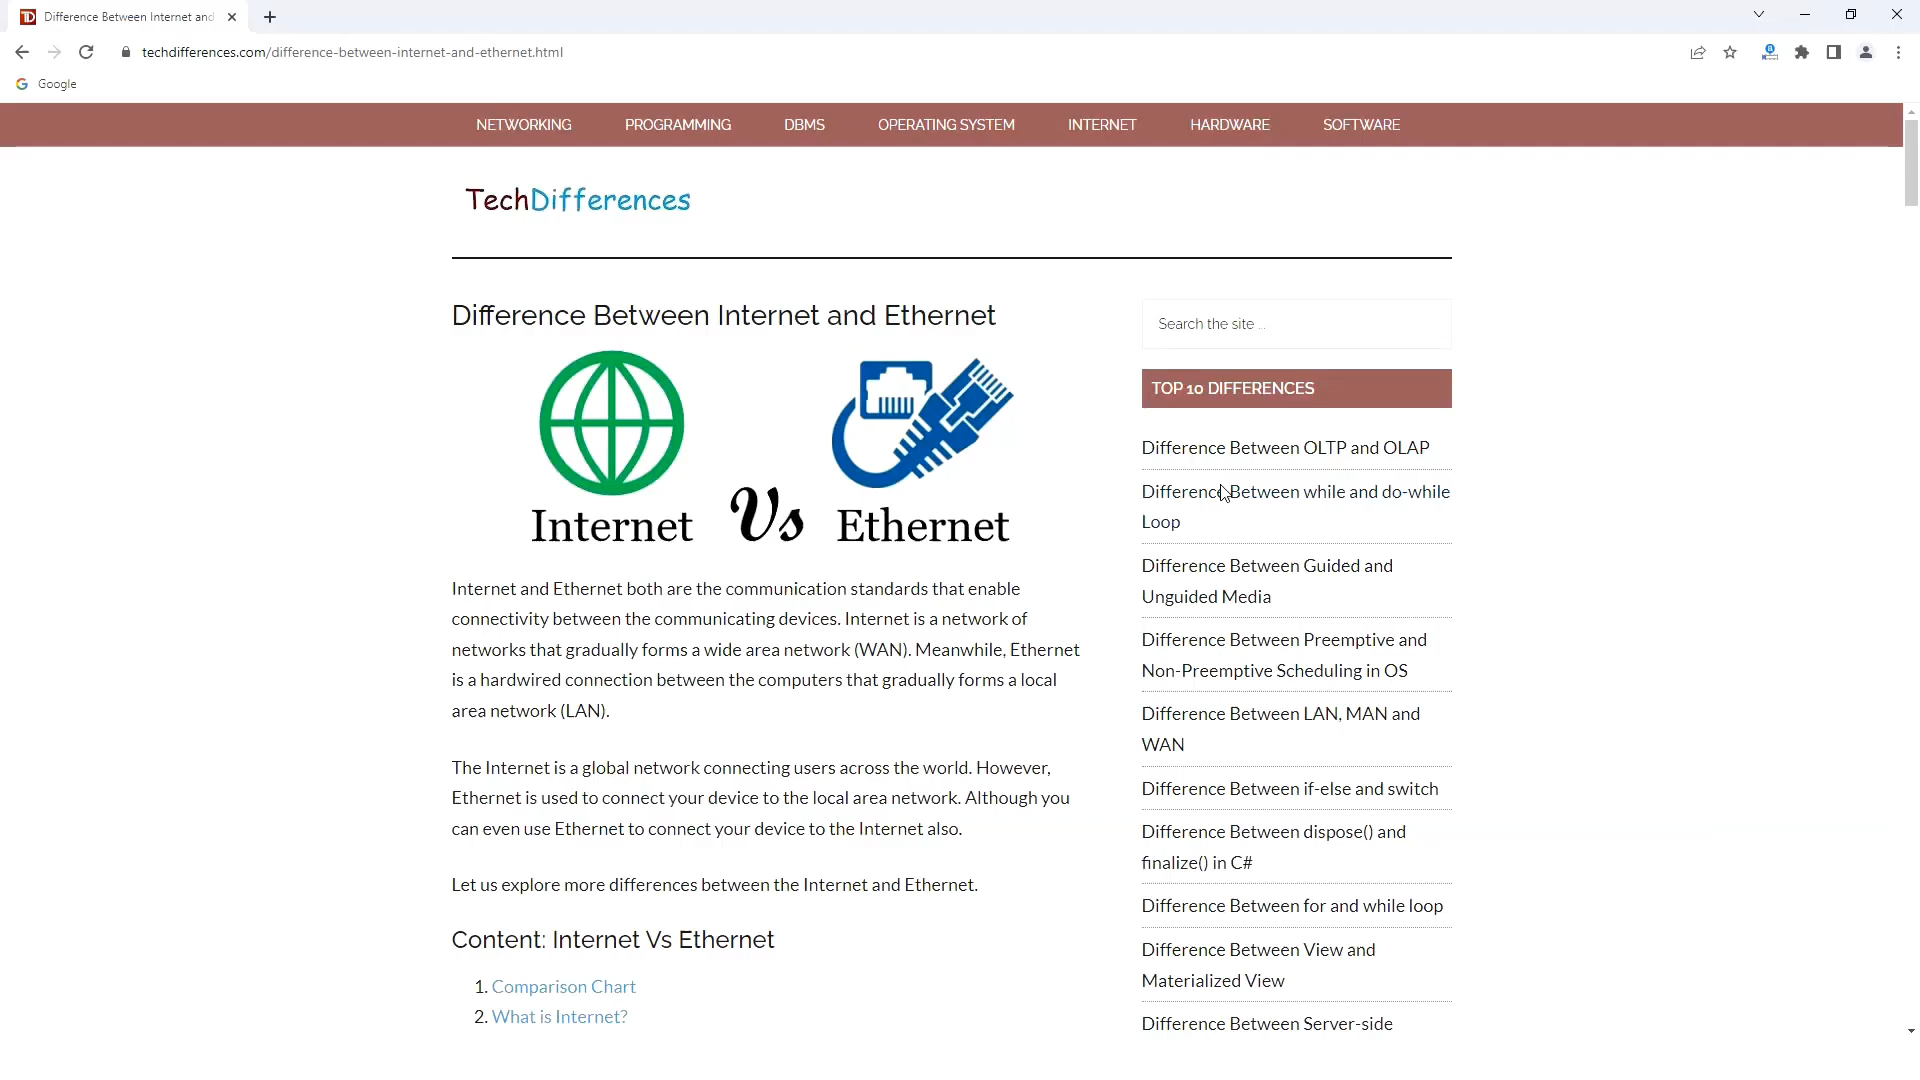 Difference Between Internet and
techdifferences.com/difference-between-internet-and-ethernet.html
Google
NETWORKING PROGRAMMING DBMS OPERATING SYSTEM INTERNET HARDWARE SOFTWARE
TechDifferences
Difference Between Internet and Ethernet
Internet Vs Ethernet
Internet and Ethernet both are the communication standards that enable
connectivity between the communicating devices. Internet is a network of
networks that gradually forms a wide area network (WAN). Meanwhile, Ethernet
is a hardwired connection between the computers that gradually forms a local
area network (LAN).
The Internet is a global network connecting users across the world. However,
Ethernet is used to connect your device to the local area network. Although you
can even use Ethernet to connect your device to the Internet also.
Let us explore more differences between the Internet and Ethernet.
Content: Internet Vs Ethernet
1. Comparison Chart
2. What is Internet?
Search the site ...
TOP 10 DIFFERENCES
Difference Between OLTP and OLAP
Difference Between while and do-while
Loop
Difference Between Guided and
Unguided Media
Difference Between Preemptive and
Non-Preemptive Scheduling in OS
Difference Between LAN, MAN and
WAN
Difference Between if-else and switch
Difference Between dispose() and
finalize() in C#
Difference Between for and while loop
Difference Between View and
Materialized View
Difference Between Server-side